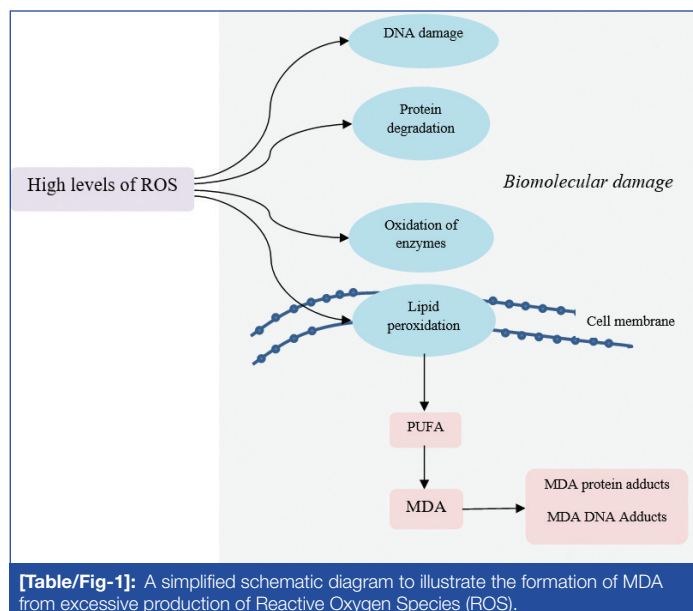 DNA damage
Protein
degradation
High levels of ROS
Biomolecular damage
Oxidation of
enzymes
Lipid
peroxidation
Cell membrane
PUFA
MDA
MDA protein adducts
MDA DNA Adducts
[Table/Fig-1]: A simplified schematic diagram to illustrate the formation of MDA
from excessive production of Reactive Oxygen Species (ROS).